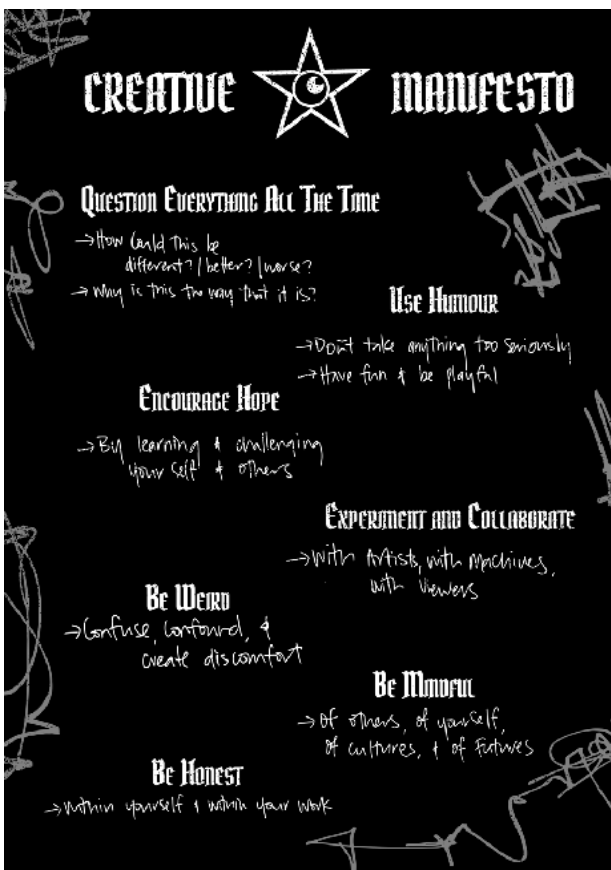 CREATIVE MANIFESTO
QUESTION EVERYTHING ALL THE TIME
→How could this be
different?/better?/worse?
→Why is this the way that it is?
USE HUMOUR
→Don't take anything too seriously
→Have fun & be playful
ENCOURAGE HOPE
→By learning & challenging
yourself & others
EXPERIMENT AND COLLABORATE
→With Artists, with Machines,
with viewers
BE WEIRD
→Confuse, confound, &
create discomfort
BE MINDFUL
→Of others, of yourself,
of cultures, & of Futures
BE HONEST
→Within yourself & within your work